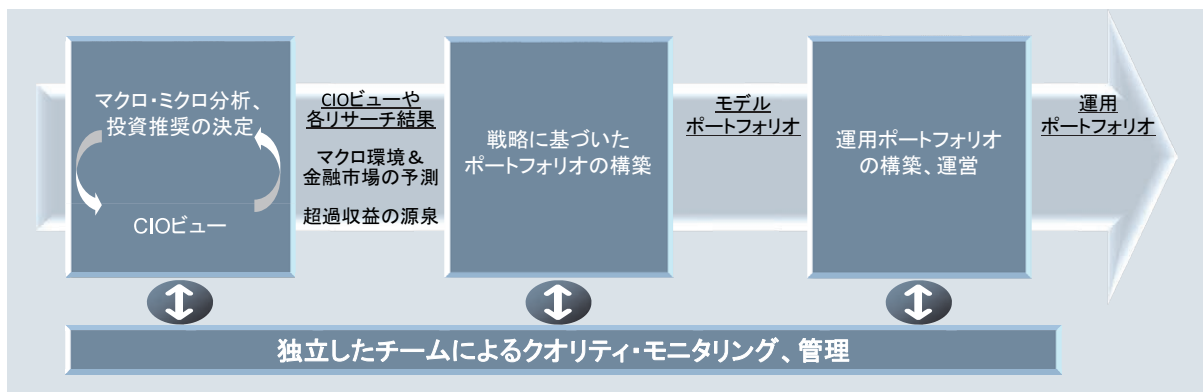 マクロ・ミクロ分析、
投資推奨の決定
CIOビュー
CIOビューや
各リサーチ結果
マクロ環境＆
金融市場の予測
超過収益の源泉
戦略に基づいた
ポートフォリオの構築
モデル
ポートフォリオ
運用ポートフォリオ
の構築、運営
運用
ポートフォリオ
独立したチームによるクオリティ・モニタリング、管理